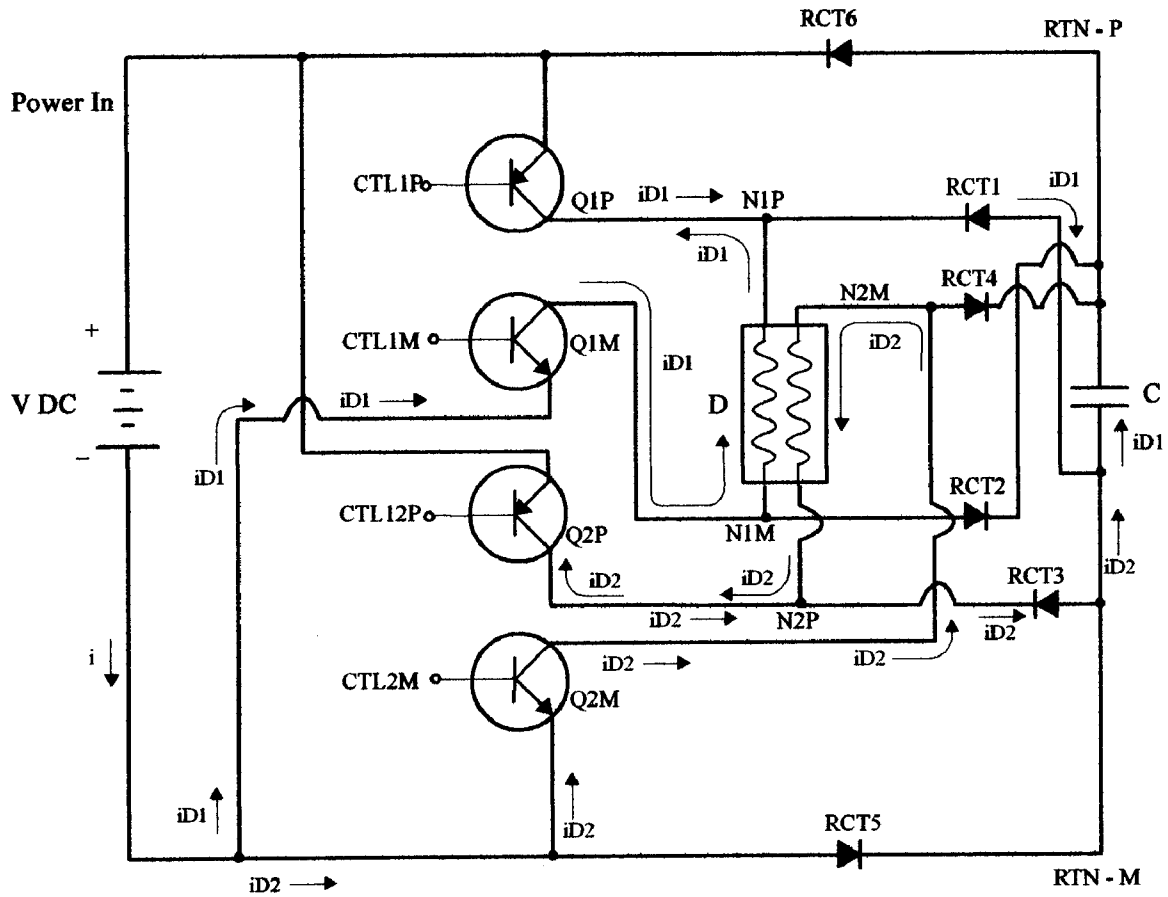 RCT6
RTN - P
Power In
CTL1P
Q1P
iD1
N1P
RCT1
iD1
iD1
N2M
RCT4
+
CTL1M
Q1M
iD1
iD2
V DC
iD1
D
C
iD1
iD1
−
RCT2
CTL12P
Q2P
N1M
iD2
iD2
iD2
RCT3
iD2
N2P
iD2
i
iD2
iD2
CTL2M
Q2M
iD1
iD2
RCT5
iD2
RTN - M